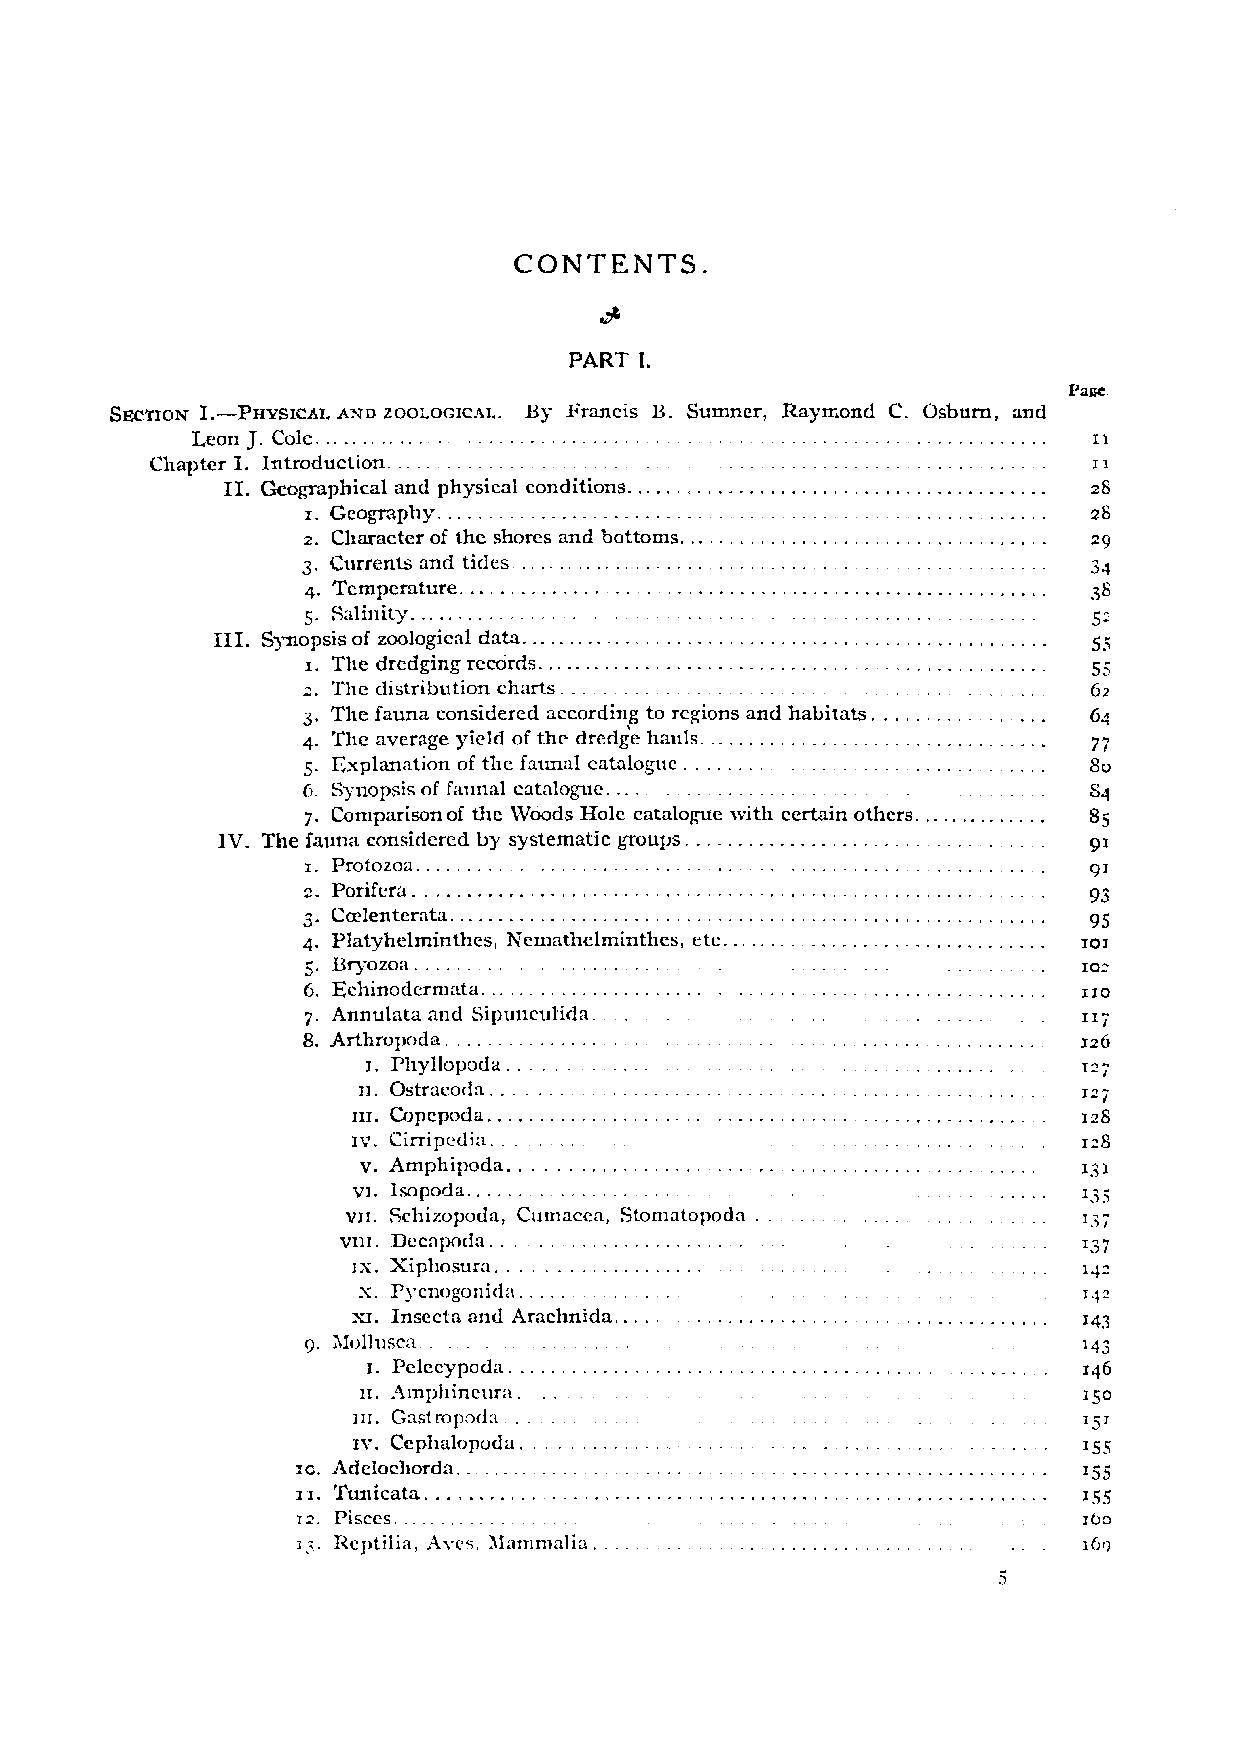 CONTENTS.
PART I.
Page.
SECTION I.—PHYSICAL AND ZOOLOGICAL. By Francis B. Sumner, Raymond C. Osburn, and
Leon J. Cole 11
Chapter I. Introduction 11
II. Geographical and physical conditions 28
1. Geography 28
2. Character of the shores and bottoms 29
3. Currents and tides 34
4. Temperature 38
5. Salinity 52
III. Synopsis of zoological data 55
1. The dredging records 55
2. The distribution charts 62
3. The fauna considered according to regions and habitats 64
4. The average yield of the dredge hauls 77
5. Explanation of the faunal catalogue 80
6. Synopsis of faunal catalogue 84
7. Comparison of the Woods Hole catalogue with certain others 85
IV. The fauna considered by systematic groups 91
1. Protozoa 91
2. Porifera 93
3. Cœlenterata 95
4. Platyhelminthes, Nemathelminthes, etc 101
5. Bryozoa 102
6. Echinodermata 110
7. Annulata and Sipunculida 117
8. Arthropoda 126
I. Phyllopoda 127
II. Ostracoda 127
III. Copepoda 128
IV. Cirripedia 128
V. Amphipoda 131
VI. Isopoda 135
VII. Schizopoda, Cumacea, Stomatopoda 137
VIII. Decapoda 137
IX. Xiphosura 142
X. Pycnogonida 142
XI. Insecta and Arachnida 143
9. Mollusca 143
I. Pelecypoda 146
II. Amphineura 150
III. Gastropoda 151
IV. Cephalopoda 155
10. Adelochorda 155
11. Tunicata 155
12. Pisces 160
13. Reptilia, Aves, Mammalia 169
5